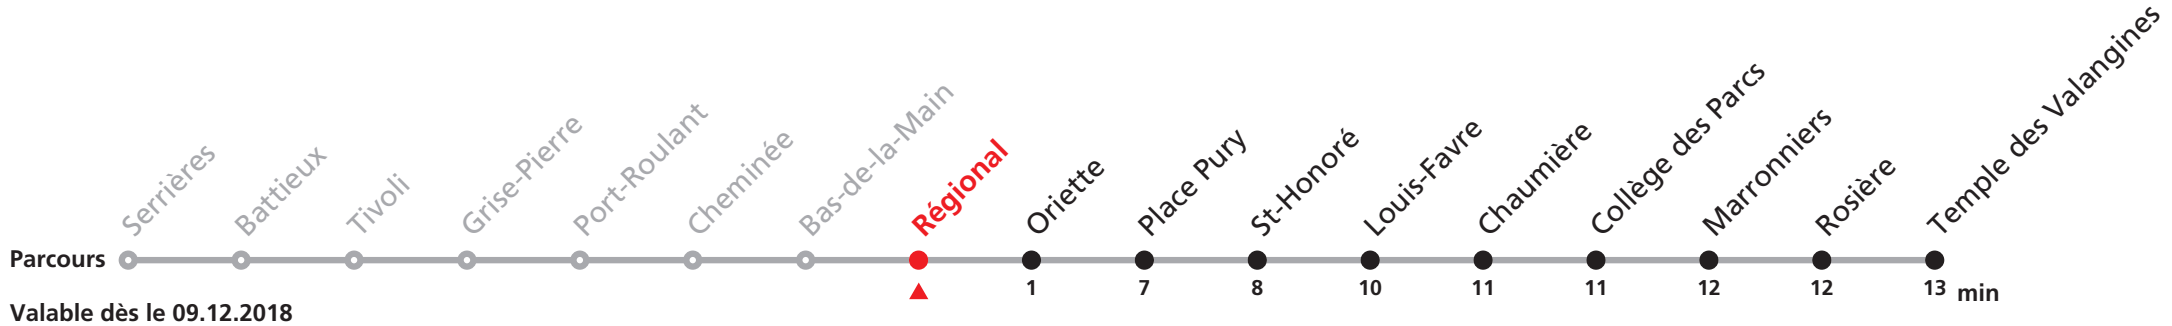 Serrières
Battieux
Tivoli
Grise-Pierre
Port-Roulant
Cheminée
Bas-de-la-Main
Régional
Oriette
Place Pury
St-Honoré
Louis-Favre
Chaumière
Collège des Parcs
Marronniers
Rosière
Temple des Valangines
Parcours
1 7 8 10 11 11 12 12 13 min
Valable dès le 09.12.2018